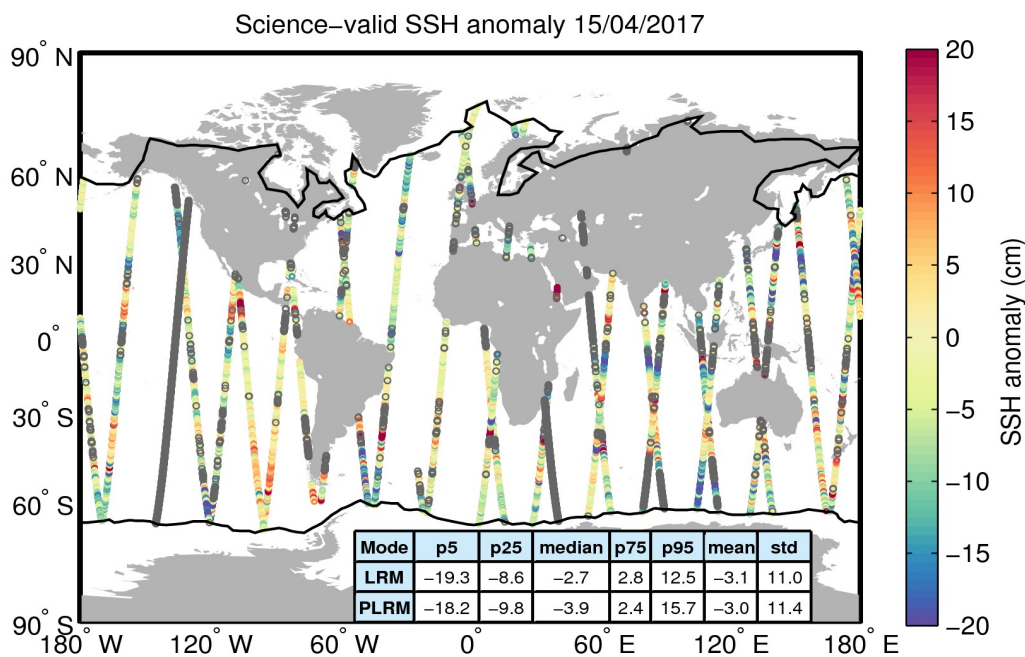 Science−valid SSH anomaly 15/04/2017
90° N
60° N
30° N
0°
30° S
60° S
90° S
180° W
120° W
60° W
0°
60° E
120° E
180° E
Mode p5 p25 median p75 p95 mean std
LRM −19.3 −8.6 −2.7 2.8 12.5 −3.1 11.0
PLRM −18.2 −9.8 −3.9 2.4 15.7 −3.0 11.4
20
15
10
5
0
−5
−10
−15
−20
SSH anomaly (cm)